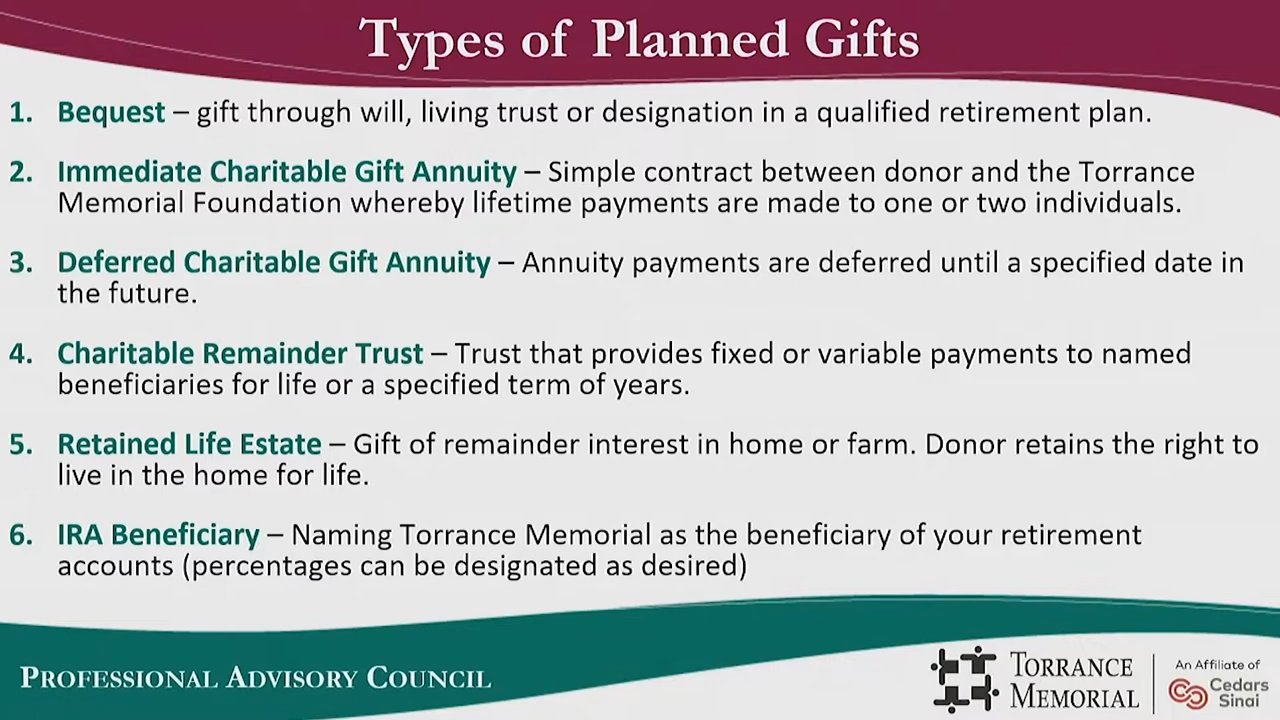 Types of Planned Gifts
1. Bequest – gift through will, living trust or designation in a qualified retirement plan.
2. Immediate Charitable Gift Annuity – Simple contract between donor and the Torrance
Memorial Foundation whereby lifetime payments are made to one or two individuals.
3. Deferred Charitable Gift Annuity – Annuity payments are deferred until a specified date in
the future.
4. Charitable Remainder Trust – Trust that provides fixed or variable payments to named
beneficiaries for life or a specified term of years.
5. Retained Life Estate – Gift of remainder interest in home or farm. Donor retains the right to
live in the home for life.
6. IRA Beneficiary – Naming Torrance Memorial as the beneficiary of your retirement
accounts (percentages can be designated as desired)
PROFESSIONAL ADVISORY COUNCIL
TORRANCE
MEMORIAL
An Affiliate of
Cedars
Sinai